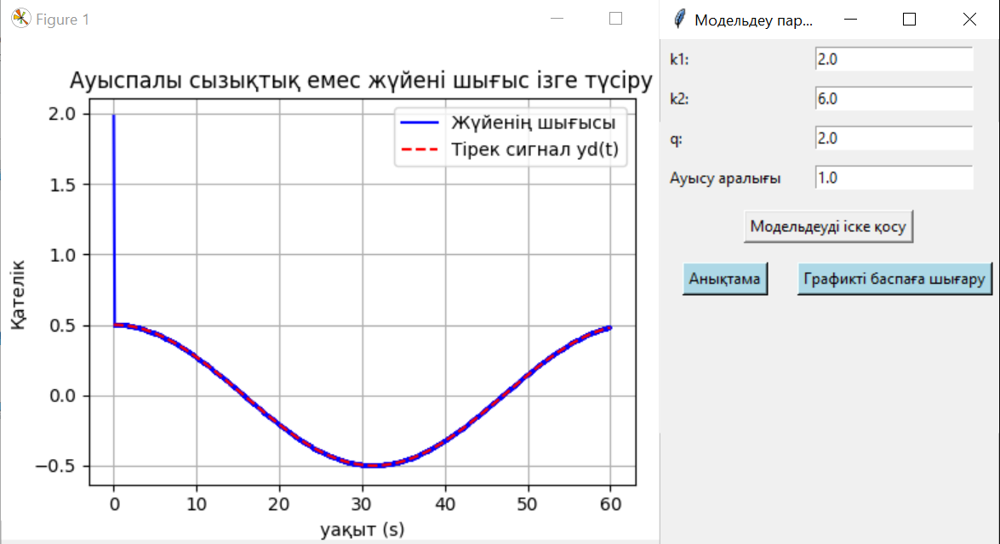 Figure 1
Ауыспалы сызықтық емес жүйені шығыс ізге түсіру
Жүйенің шығысы
Тірек сигнал yd(t)
2.0
1.5
1.0
0.5
0.0
−0.5
Қателік
0 10 20 30 40 50 60
уақыт (s)
Модельдеу пар...
k1: 2.0
k2: 6.0
q: 2.0
Ауысу аралығы 1.0
Модельдеуді іске қосу
Анықтама Графикті баспаға шығару